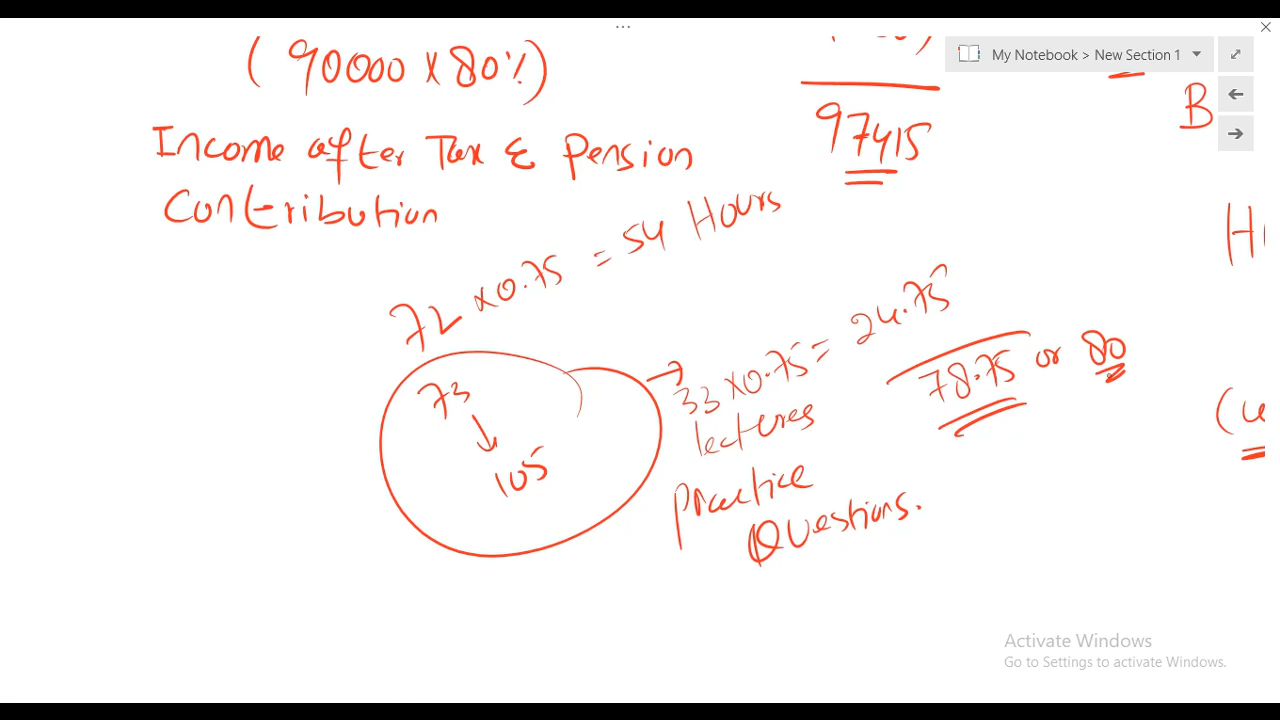 My Notebook > New Section 1
(90000 x 80%)
97415
B
Income after Tax & Pension
Contribution
72 x 0.75 = 54 Hours
73
105
33 x 0.75 = 24.75
lectures
78.75 or 80
Practice
Questions.
Activate Windows
Go to Settings to activate Windows.